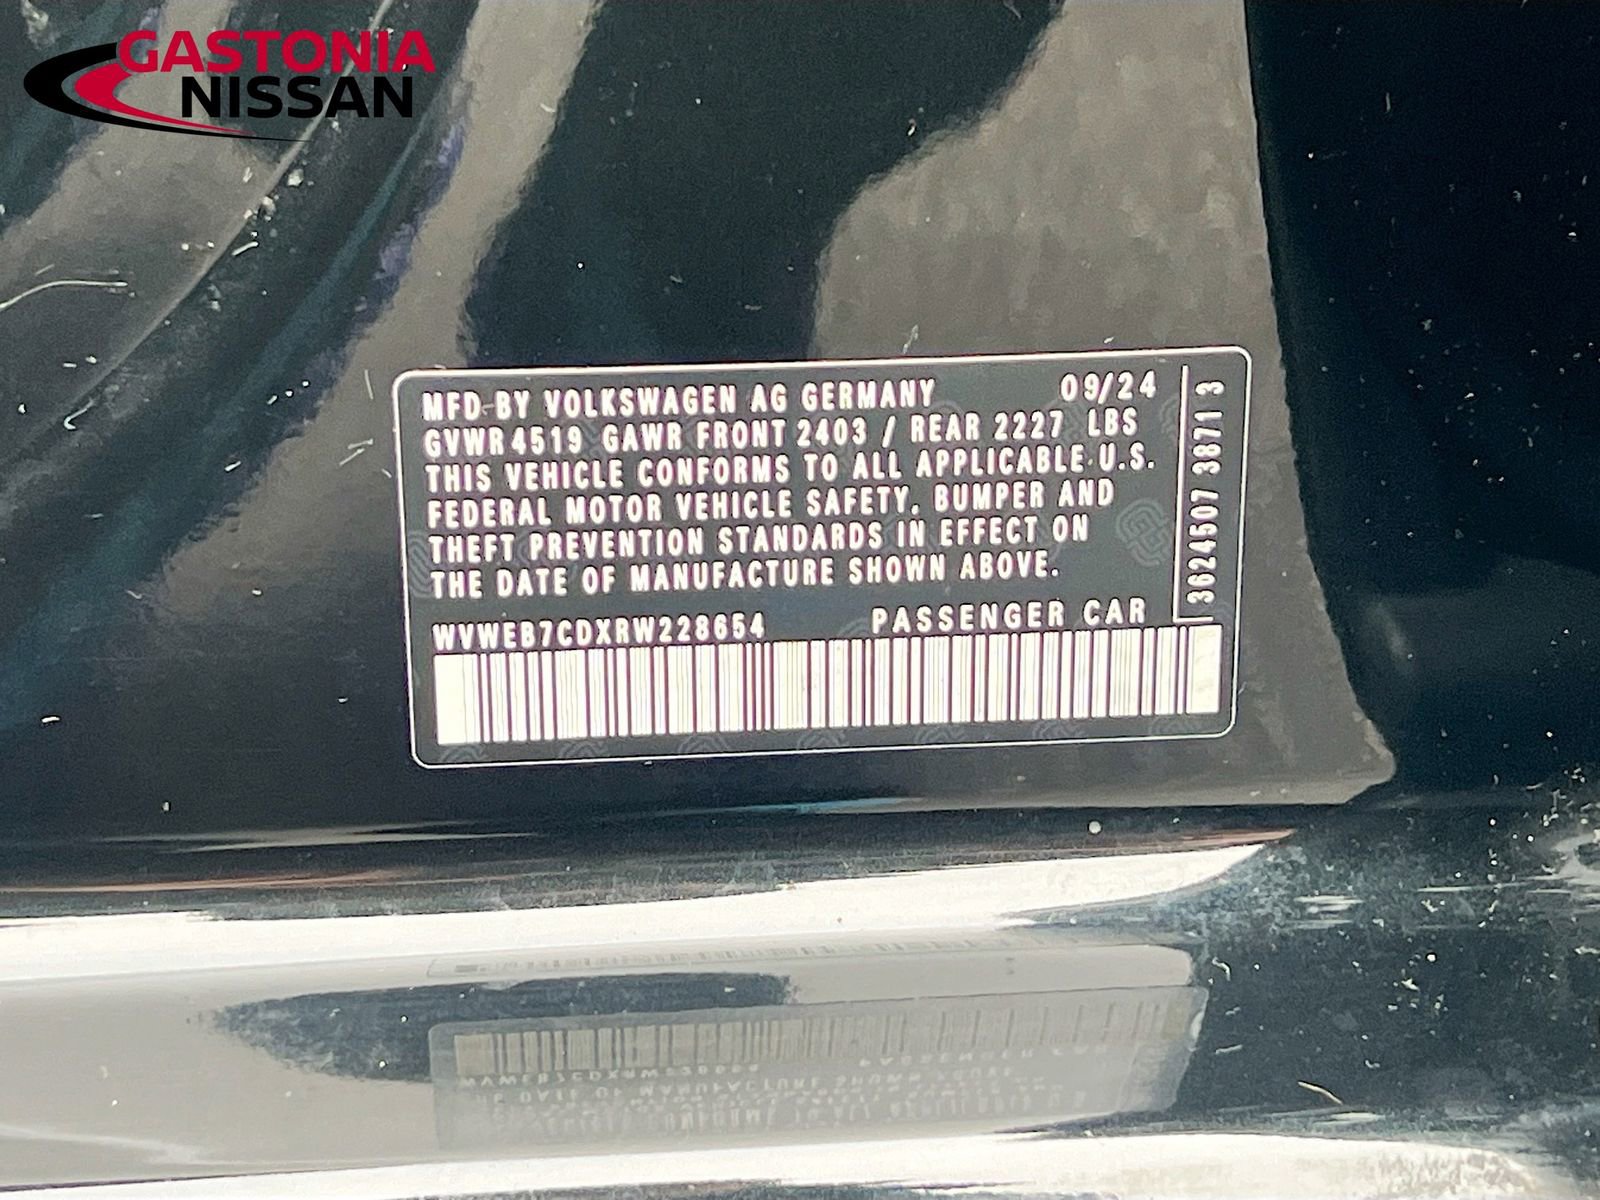 GASTONIA
NISSAN
MFD BY VOLKSWAGEN AG GERMANY 09/24
GVWR 4519 GAWR FRONT 2403 / REAR 2227 LBS
THIS VEHICLE CONFORMS TO ALL APPLICABLE U.S.
FEDERAL MOTOR VEHICLE SAFETY, BUMPER AND
THEFT PREVENTION STANDARDS IN EFFECT ON
THE DATE OF MANUFACTURE SHOWN ABOVE.
WVWEB7CDXRW228654 PASSENGER CAR
3624507 3871 3